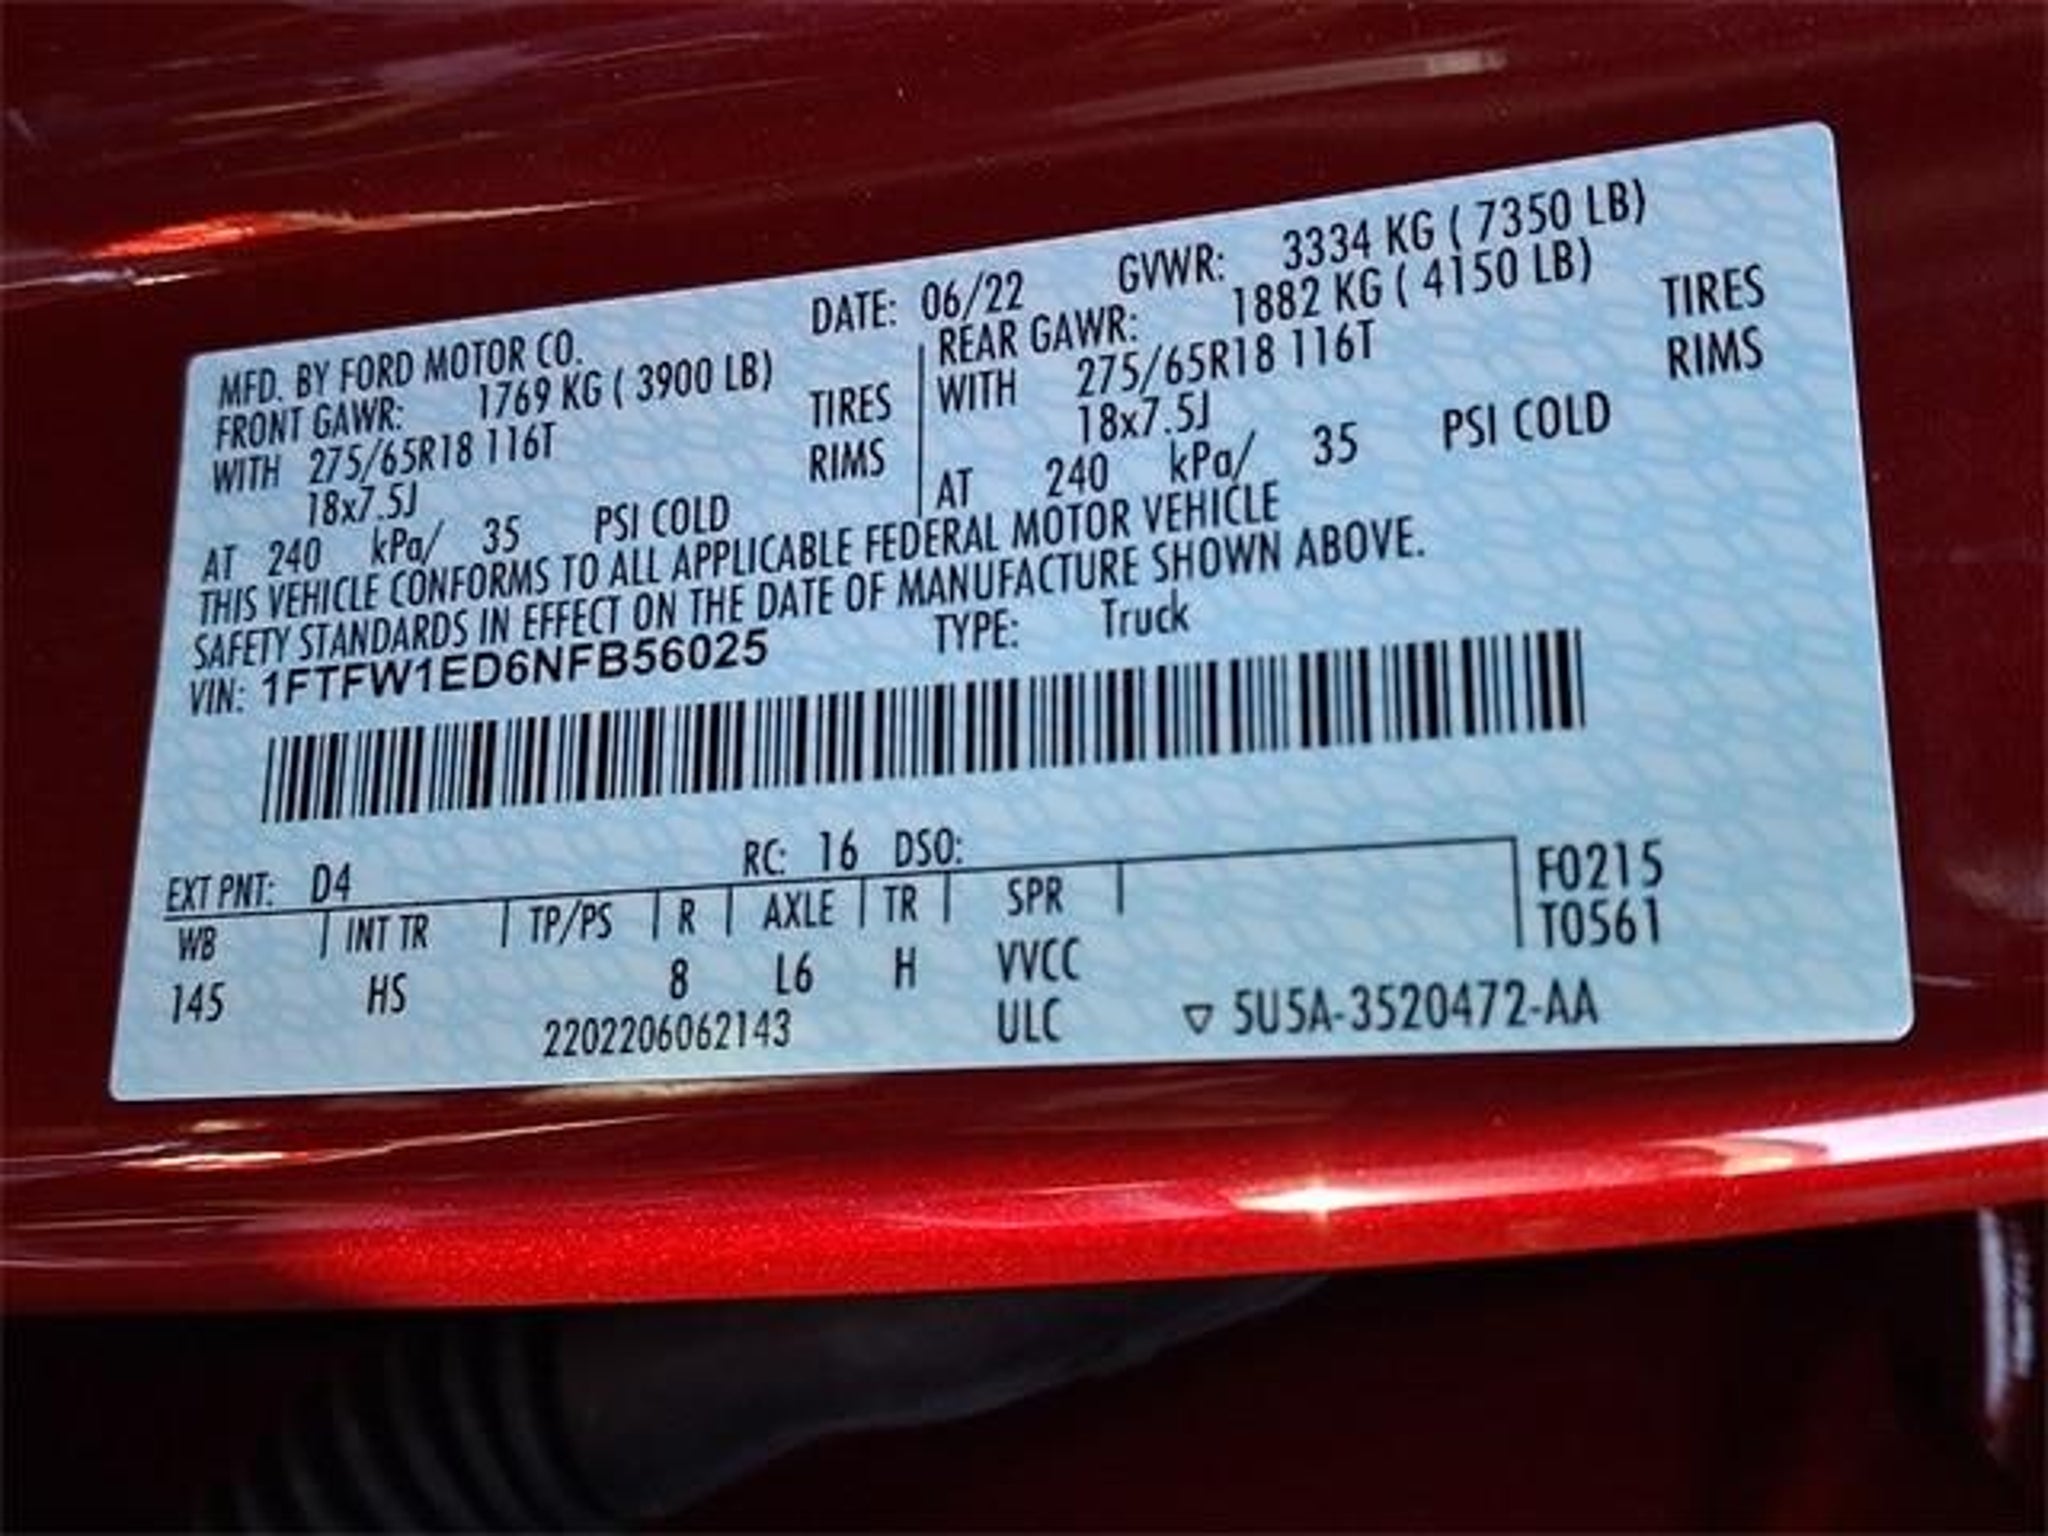 MFD. BY FORD MOTOR CO. DATE: 06/22 GVWR: 3334 KG ( 7350 LB)
FRONT GAWR: 1769 KG ( 3900 LB) REAR GAWR: 1882 KG ( 4150 LB)
WITH 275/65R18 116T TIRES WITH 275/65R18 116T TIRES
18x7.5J RIMS 18x7.5J RIMS
AT 240 kPa/ 35 PSI COLD AT 240 kPa/ 35 PSI COLD
THIS VEHICLE CONFORMS TO ALL APPLICABLE FEDERAL MOTOR VEHICLE
SAFETY STANDARDS IN EFFECT ON THE DATE OF MANUFACTURE SHOWN ABOVE.
VIN: 1FTFW1ED6NFB56025 TYPE: Truck
EXT PNT: D4 RC: 16 DSO:
WB INT TR TP/PS R AXLE TR SPR F0215
145 HS 8 L6 H VVCC T0561
2202206062143 ULC ▽ 5U5A-3520472-AA